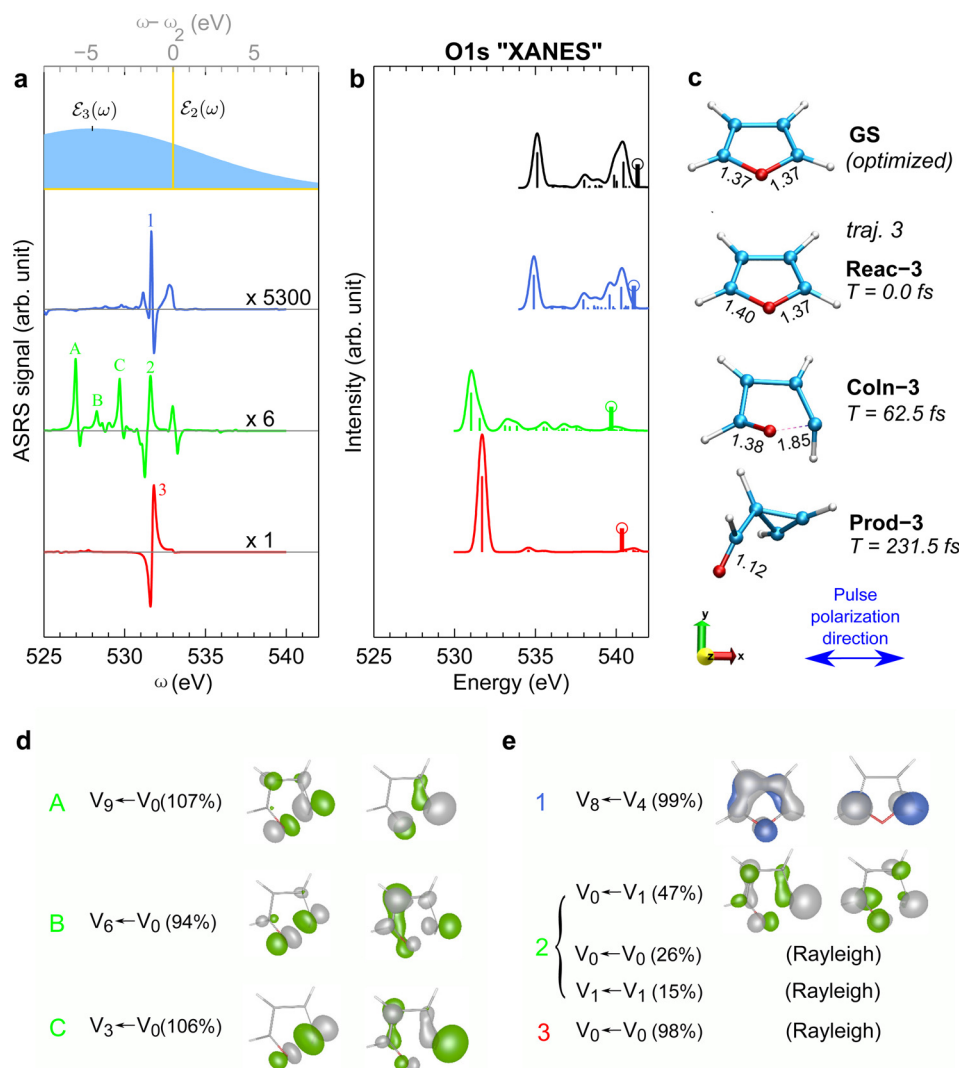 ω− ω₂ (eV)
−5 0 5
O1s "XANES"
a
b
c
ℰ₃(ω)
ℰ₂(ω)
GS
(optimized)
1.37
1.37
1
x 5300
traj. 3
Reac−3
T = 0.0 fs
1.40
1.37
A
B
C
2
x 6
CoIn−3
T = 62.5 fs
1.38
1.85
3
x 1
Prod−3
T = 231.5 fs
1.12
ASRS signal (arb. unit)
Intensity (arb. unit)
Pulse
polarization
direction
y
z
x
525 530 535 540
ω (eV)
525 530 535 540
Energy (eV)
d
A V₉←V₀(107%)
B V₆←V₀ (94%)
C V₃←V₀(106%)
e
1 V₈←V₄ (99%)
V₀←V₁ (47%)
2 V₀←V₀ (26%) (Rayleigh)
V₁←V₁ (15%) (Rayleigh)
3 V₀←V₀ (98%) (Rayleigh)